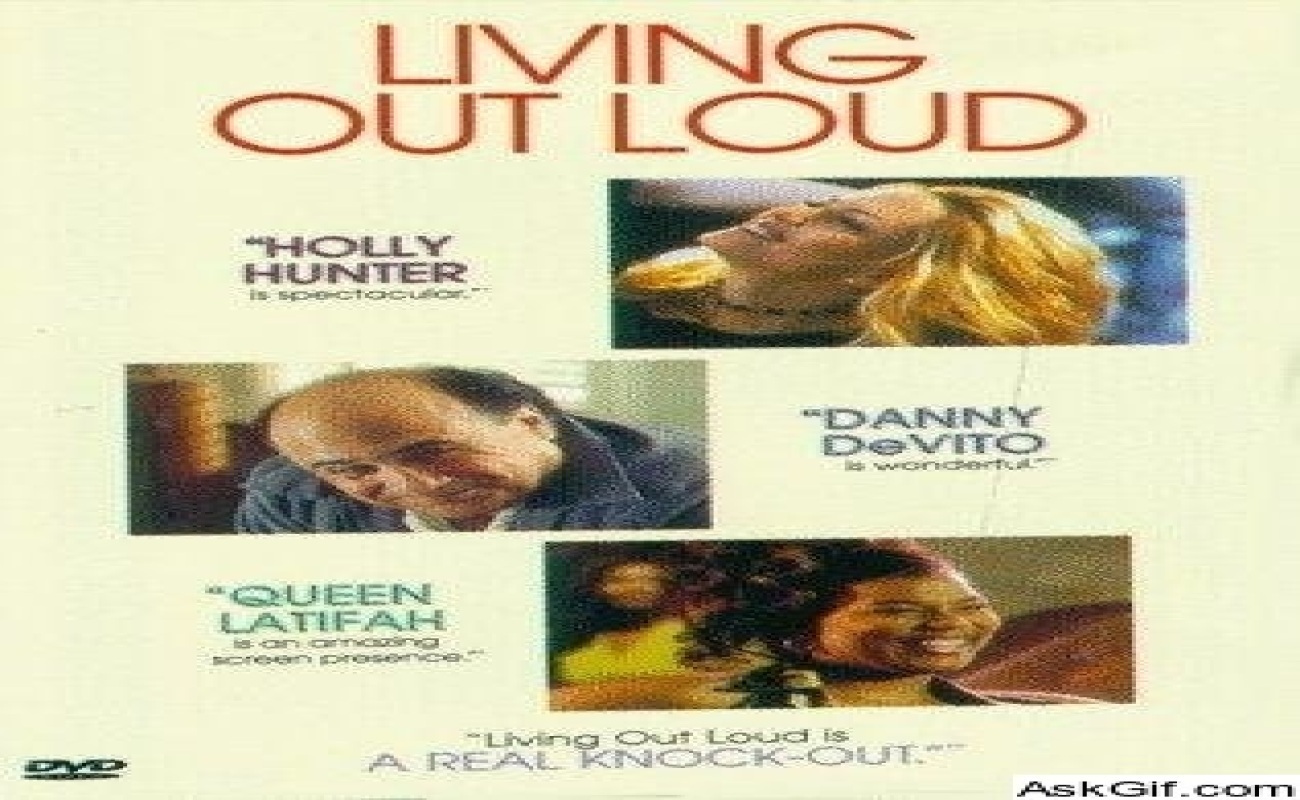 LIVING
OUT LOUD
"HOLLY
HUNTER
is spectacular."
"DANNY
DeVITO
is wonderful."
"QUEEN
LATIFAH
is an amazing
screen presence."
"Living Out Loud is
A REAL KNOCK-OUT."
DVD
AskGif.com